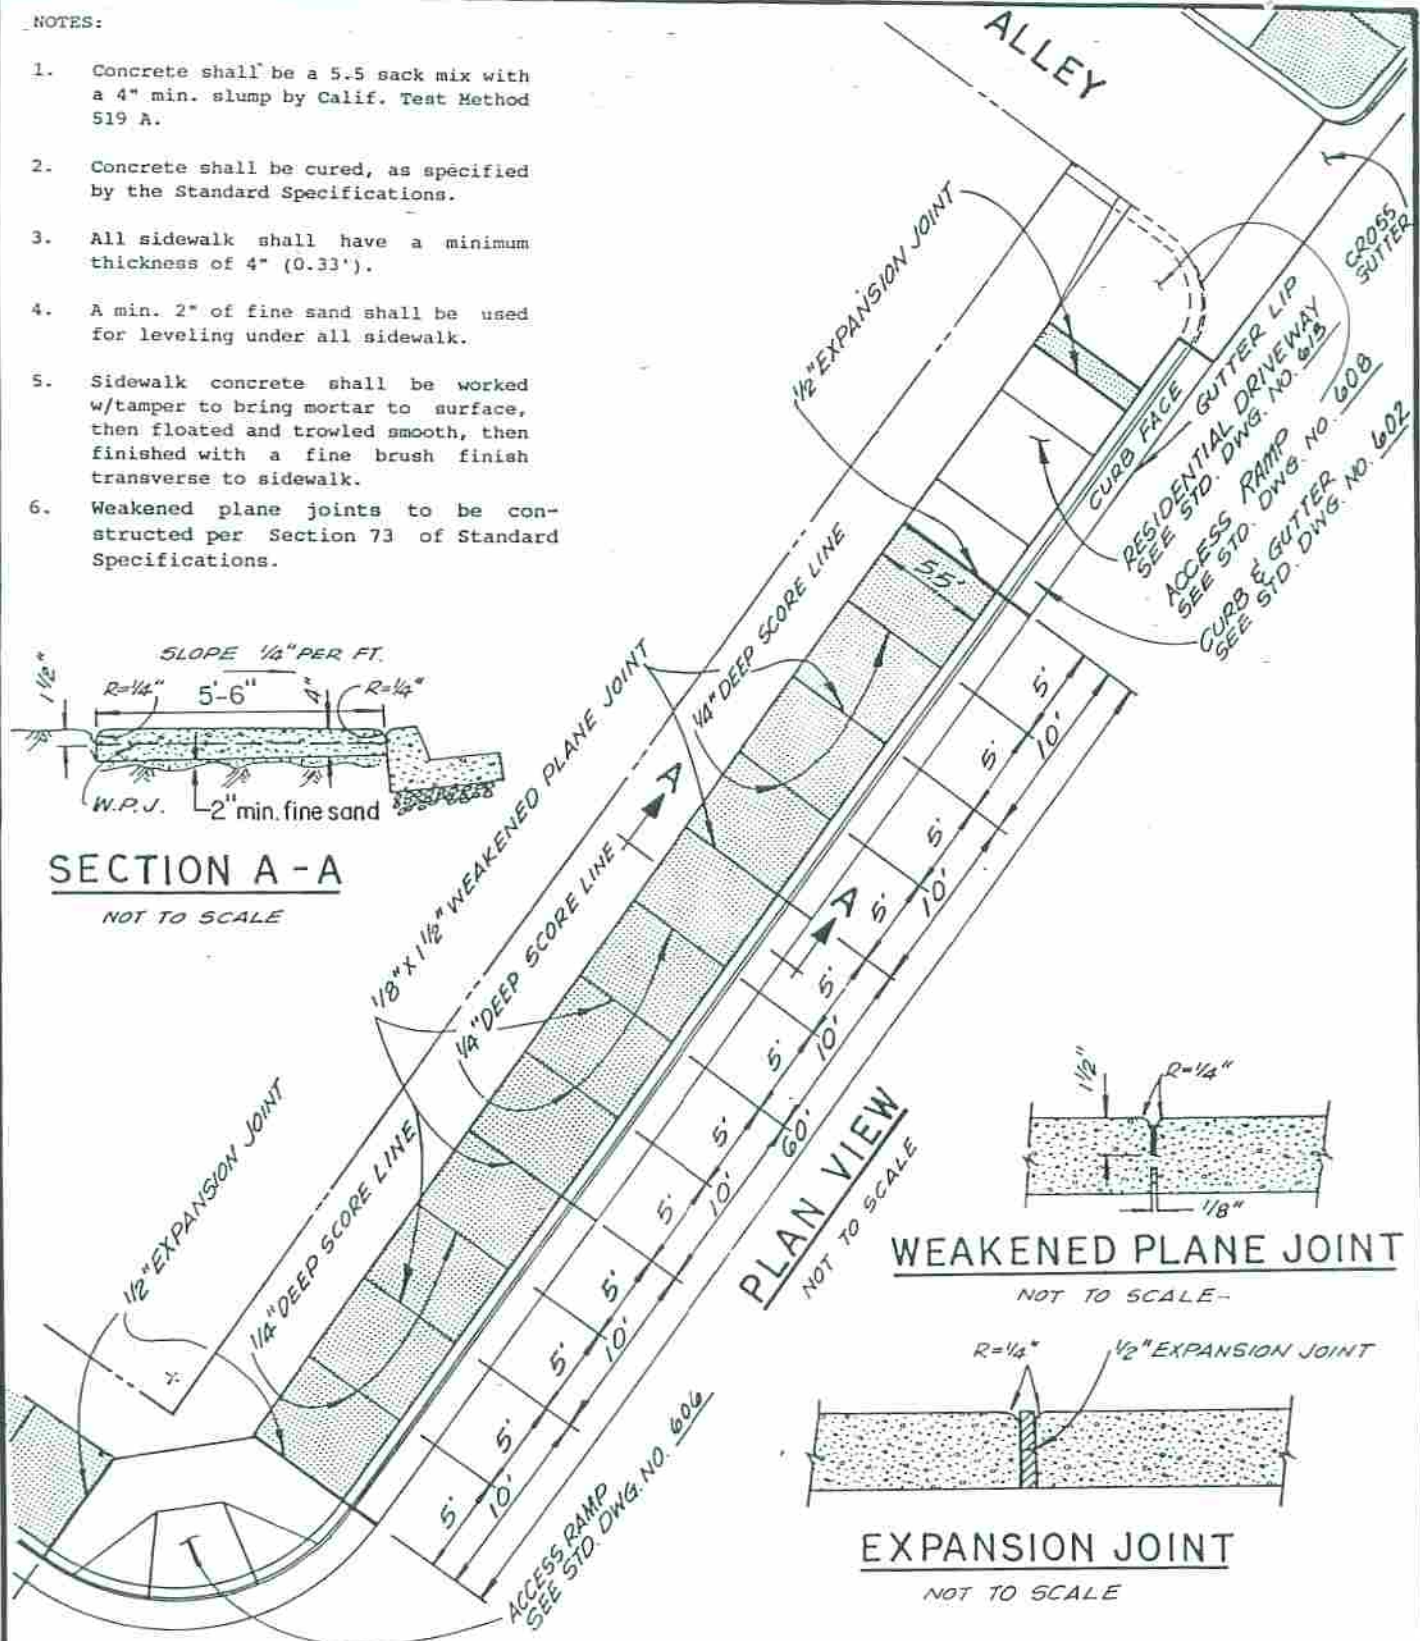 NOTES:
1. Concrete shall be a 5.5 sack mix with
a 4" min. slump by Calif. Test Method
519 A.
2. Concrete shall be cured, as specified
by the Standard Specifications.
3. All sidewalk shall have a minimum
thickness of 4" (0.33').
4. A min. 2" of fine sand shall be used
for leveling under all sidewalk.
5. Sidewalk concrete shall be worked
w/tamper to bring mortar to surface,
then floated and trowled smooth, then
finished with a fine brush finish
transverse to sidewalk.
6. Weakened plane joints to be con-
structed per Section 73 of Standard
Specifications.
ALLEY
CROSS
GUTTER
1/2" EXPANSION JOINT
GUTTER LIP
CURB FACE
RESIDENTIAL DRIVEWAY
SEE STD. DWG. NO. 613
ACCESS RAMP
SEE STD. DWG. NO. 608
CURB & GUTTER
SEE STD. DWG. NO. 602
5.5'
1/4" DEEP SCORE LINE
1/8" X 1 1/2" WEAKENED PLANE JOINT
1/4" DEEP SCORE LINE
A
A
SLOPE 1/4" PER FT.
1 1/2"
R=1/4"
5'-6"
4"
R=1/4"
W.P.J.
2" min. fine sand
SECTION A-A
NOT TO SCALE
1/2" EXPANSION JOINT
1/4" DEEP SCORE LINE
5'
5'
5'
5'
5'
5'
5'
5'
5'
5'
5'
5'
10'
10'
10'
10'
10'
10'
60'
PLAN VIEW
NOT TO SCALE
ACCESS RAMP
SEE STD. DWG. NO. 606
1 1/2"
R=1/4"
1/8"
WEAKENED PLANE JOINT
NOT TO SCALE-
R=1/4"
1/2" EXPANSION JOINT
EXPANSION JOINT
NOT TO SCALE